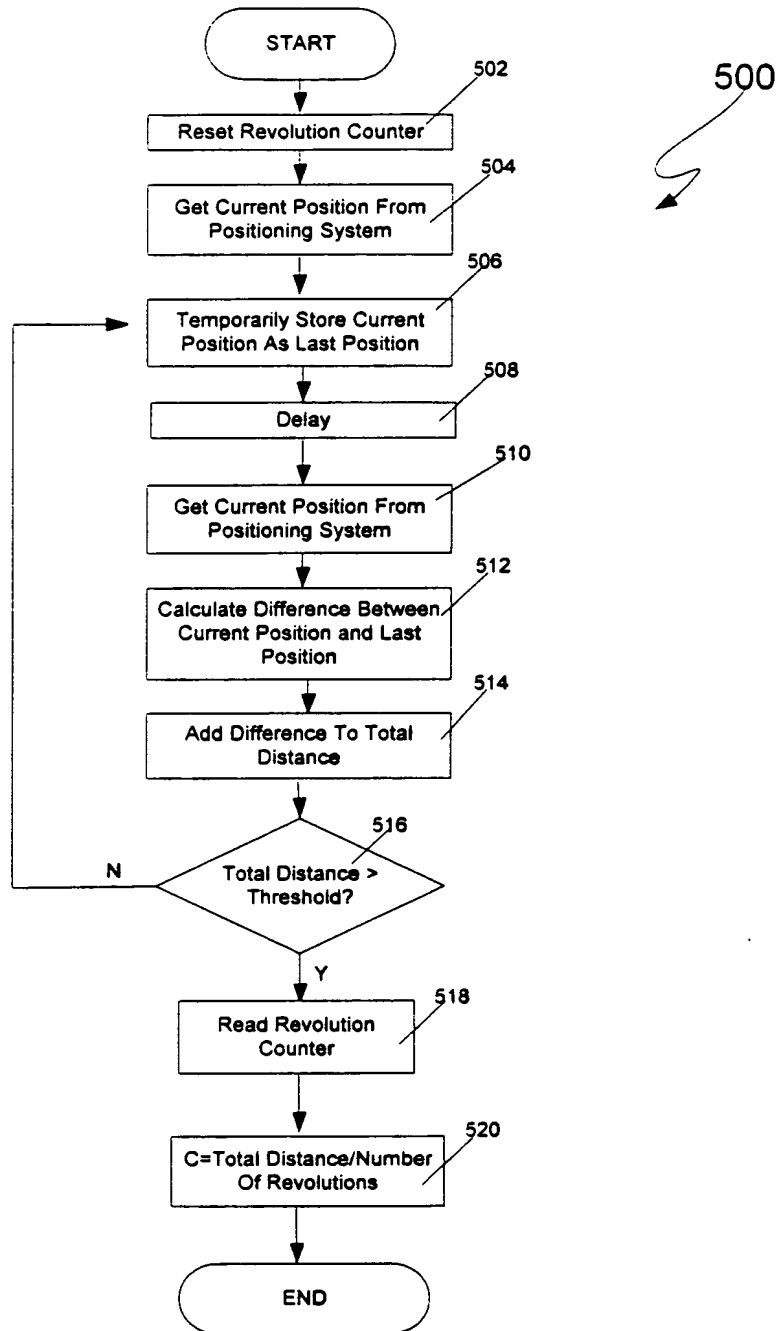 START
500
502
Reset Revolution Counter
504
Get Current Position From
Positioning System
506
Temporarily Store Current
Position As Last Position
508
Delay
510
Get Current Position From
Positioning System
512
Calculate Difference Between
Current Position and Last
Position
514
Add Difference To Total
Distance
516
Total Distance >
Threshold?
N
Y
518
Read Revolution
Counter
520
C=Total Distance/Number
Of Revolutions
END